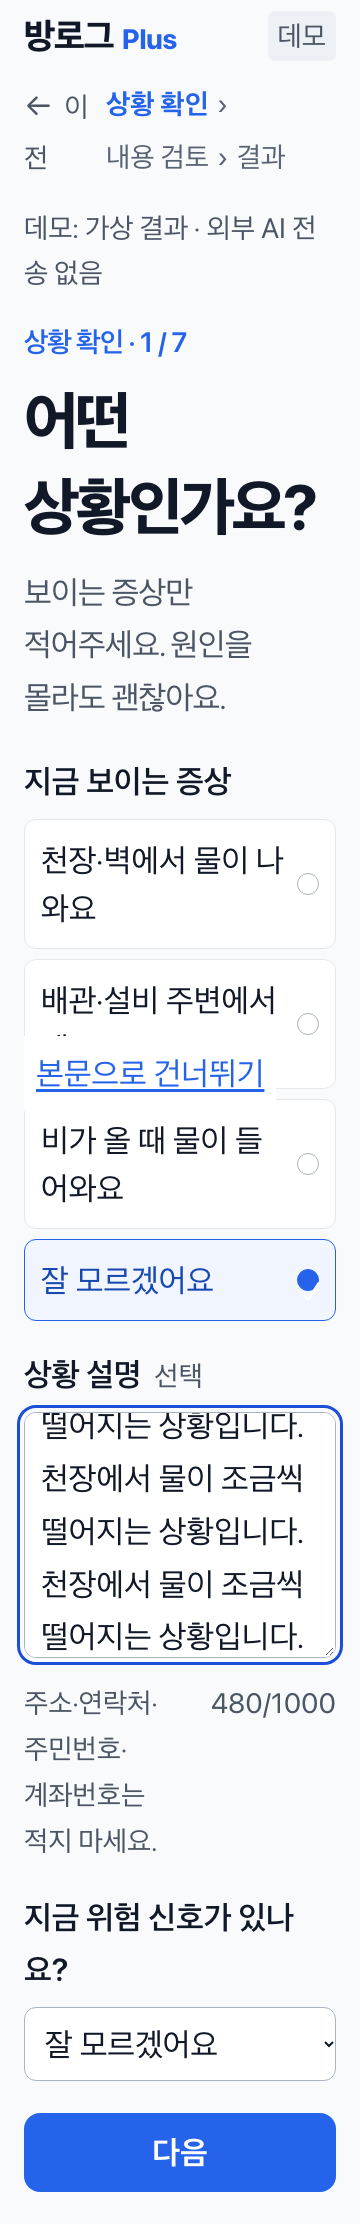 방로그 Plus
데모
← 이전
상황 확인 ›
내용 검토 › 결과
데모: 가상 결과 · 외부 AI 전
송 없음
상황 확인 · 1 / 7
어떤
상황인가요?
보이는 증상만
적어주세요. 원인을
몰라도 괜찮아요.
지금 보이는 증상
천장·벽에서 물이 나
와요
배관·설비 주변에서
본문으로 건너뛰기
비가 올 때 물이 들
어와요
잘 모르겠어요
상황 설명 선택
떨어지는 상황입니다.
천장에서 물이 조금씩
떨어지는 상황입니다.
천장에서 물이 조금씩
떨어지는 상황입니다.
주소·연락처·
주민번호·
계좌번호는
적지 마세요.
480/1000
지금 위험 신호가 있나
요?
잘 모르겠어요
다음